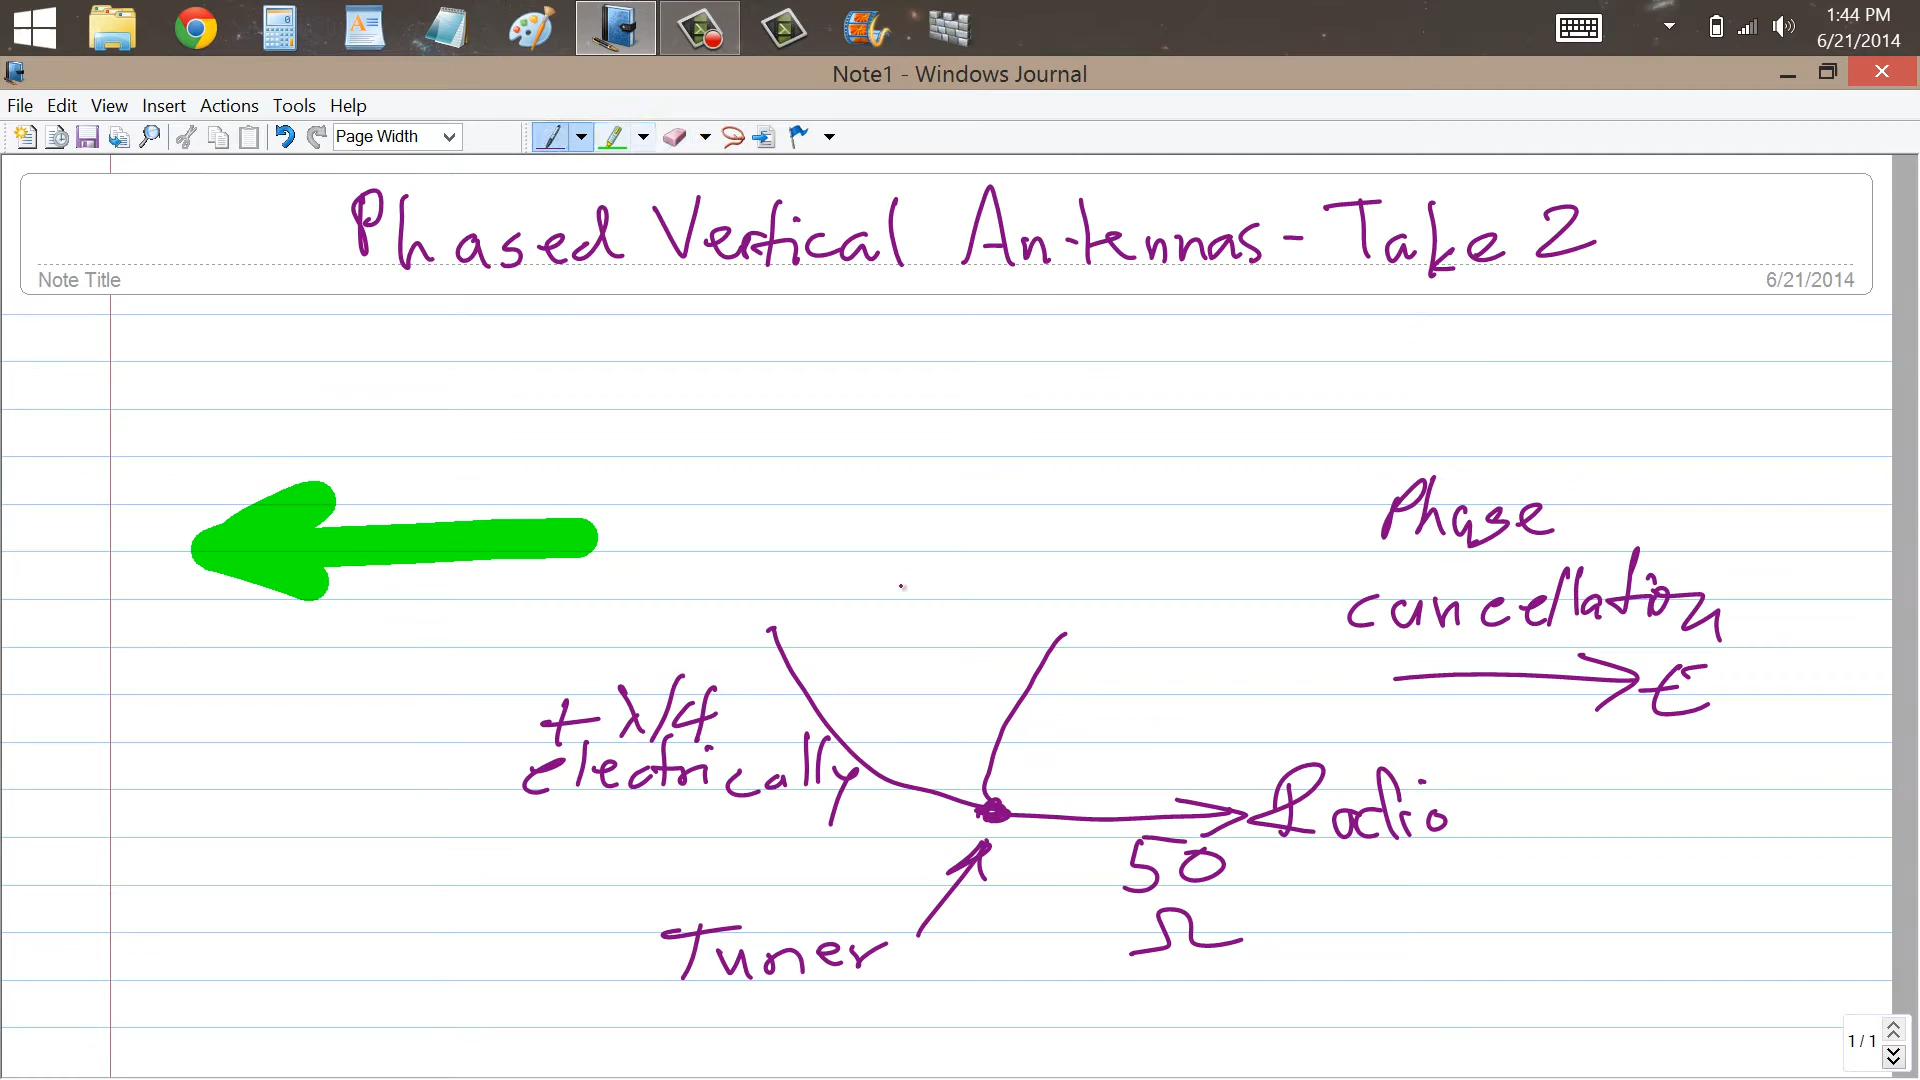 1:44 PM
6/21/2014
Note1 - Windows Journal
File Edit View Insert Actions Tools Help
Page Width
Phased Vertical Antennas - Take 2
Note Title
6/21/2014
Phase
cancellation
E
+ λ/4
electrically
Radio
50
Ω
Tuner
1 / 1